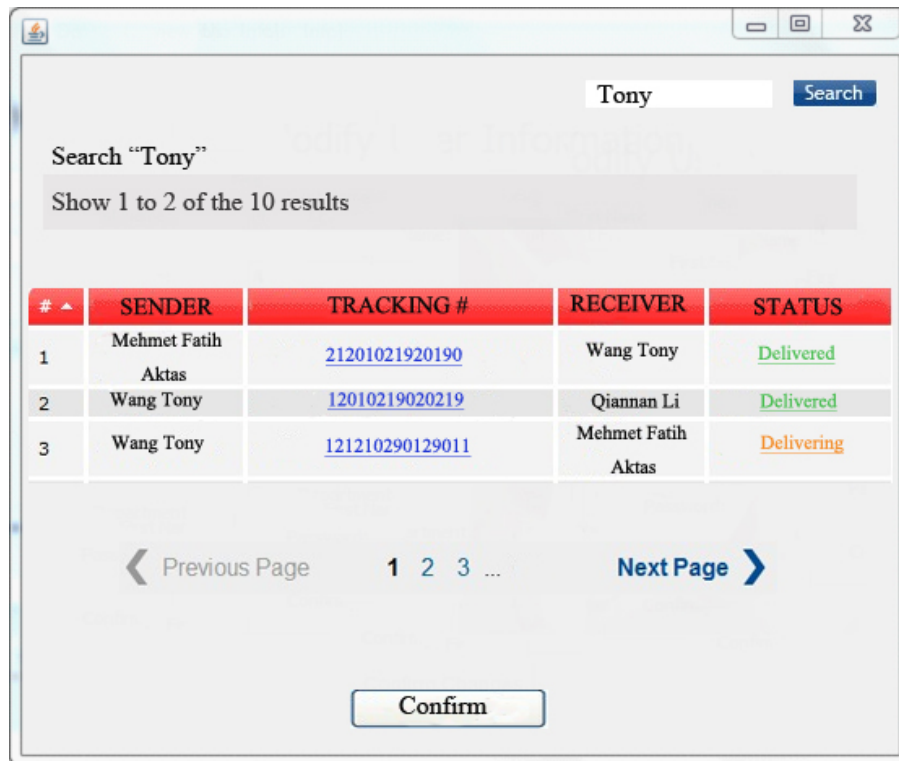 Tony Search
Search “Tony”
Show 1 to 2 of the 10 results
# SENDER TRACKING # RECEIVER STATUS
1 Mehmet Fatih Aktas 21201021920190 Wang Tony Delivered
2 Wang Tony 12010219020219 Qiannan Li Delivered
3 Wang Tony 121210290129011 Mehmet Fatih Aktas Delivering
Previous Page 1 2 3 ... Next Page
Confirm